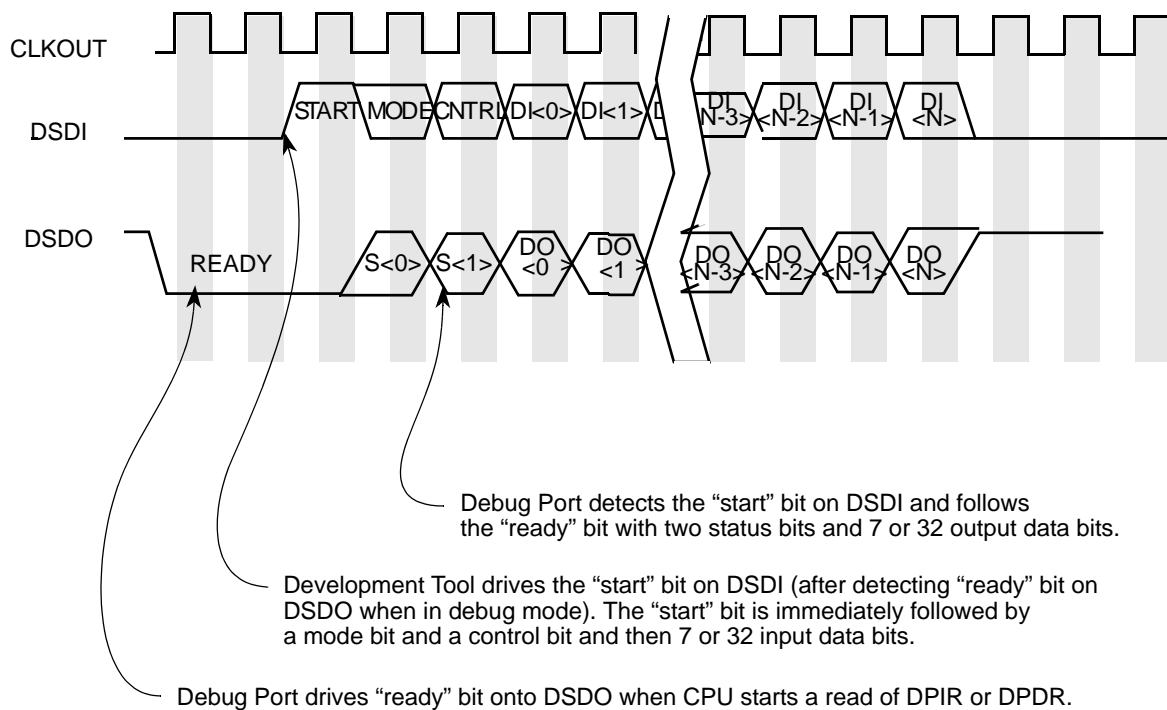 CLKOUT
DSDI
START MODE CNTRL DI<0> DI<1> DI <N-3> DI <N-2> DI <N-1> DI <N>
DSDO
READY S<0> S<1> DO <0> DO <1> DO <N-3> DO <N-2> DO <N-1> DO <N>
Debug Port detects the “start” bit on DSDI and follows
the “ready” bit with two status bits and 7 or 32 output data bits.
Development Tool drives the “start” bit on DSDI (after detecting “ready” bit on
DSDO when in debug mode). The “start” bit is immediately followed by
a mode bit and a control bit and then 7 or 32 input data bits.
Debug Port drives “ready” bit onto DSDO when CPU starts a read of DPIR or DPDR.